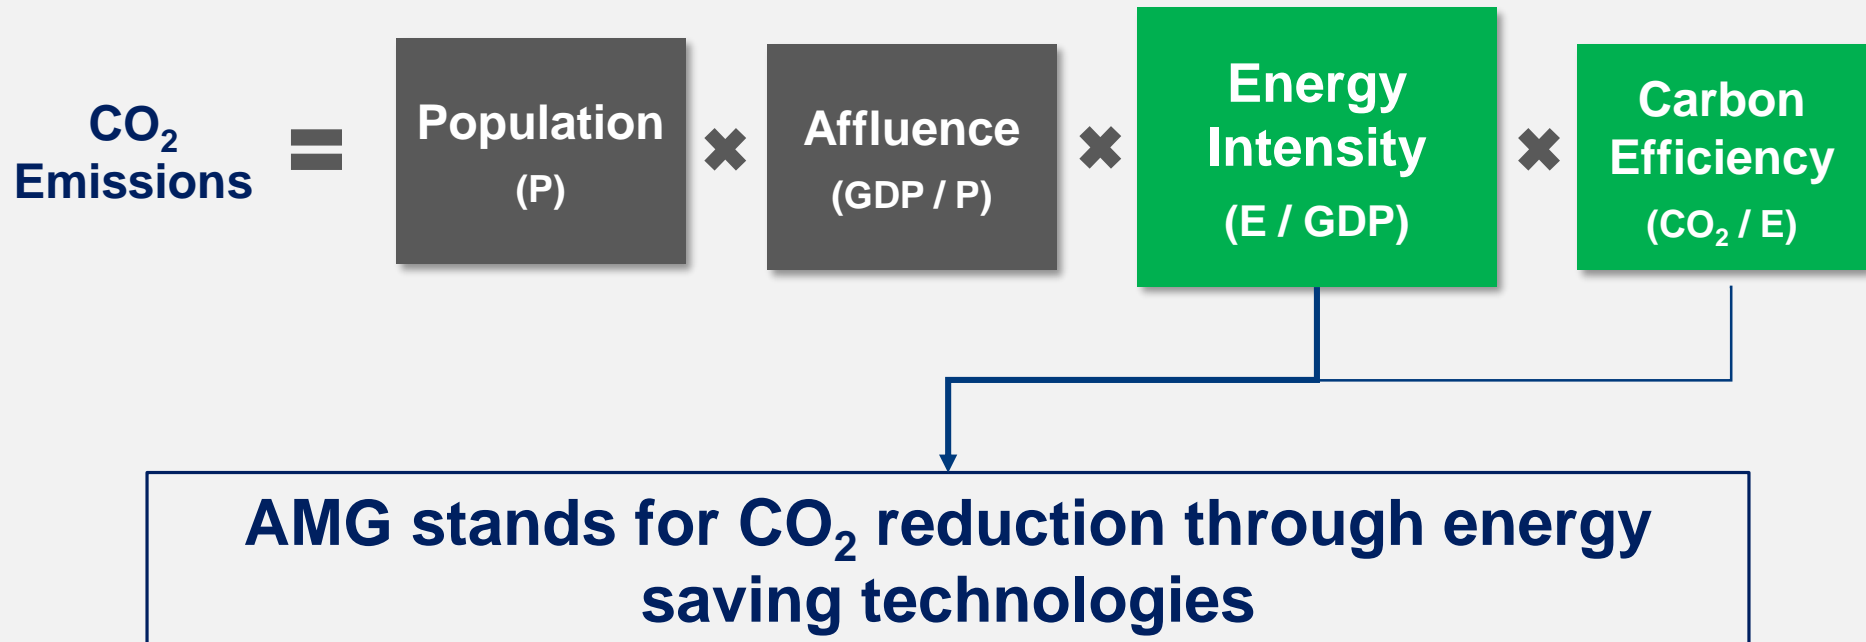 CO₂
Emissions
=
Population
(P)
✖
Affluence
(GDP / P)
✖
Energy
Intensity
(E / GDP)
✖
Carbon
Efficiency
(CO₂ / E)
AMG stands for CO₂ reduction through energy
saving technologies